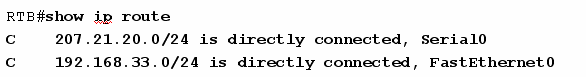 RTB#show ip route
C 207.21.20.0/24 is directly connected, Serial0
C 192.168.33.0/24 is directly connected, FastEthernet0